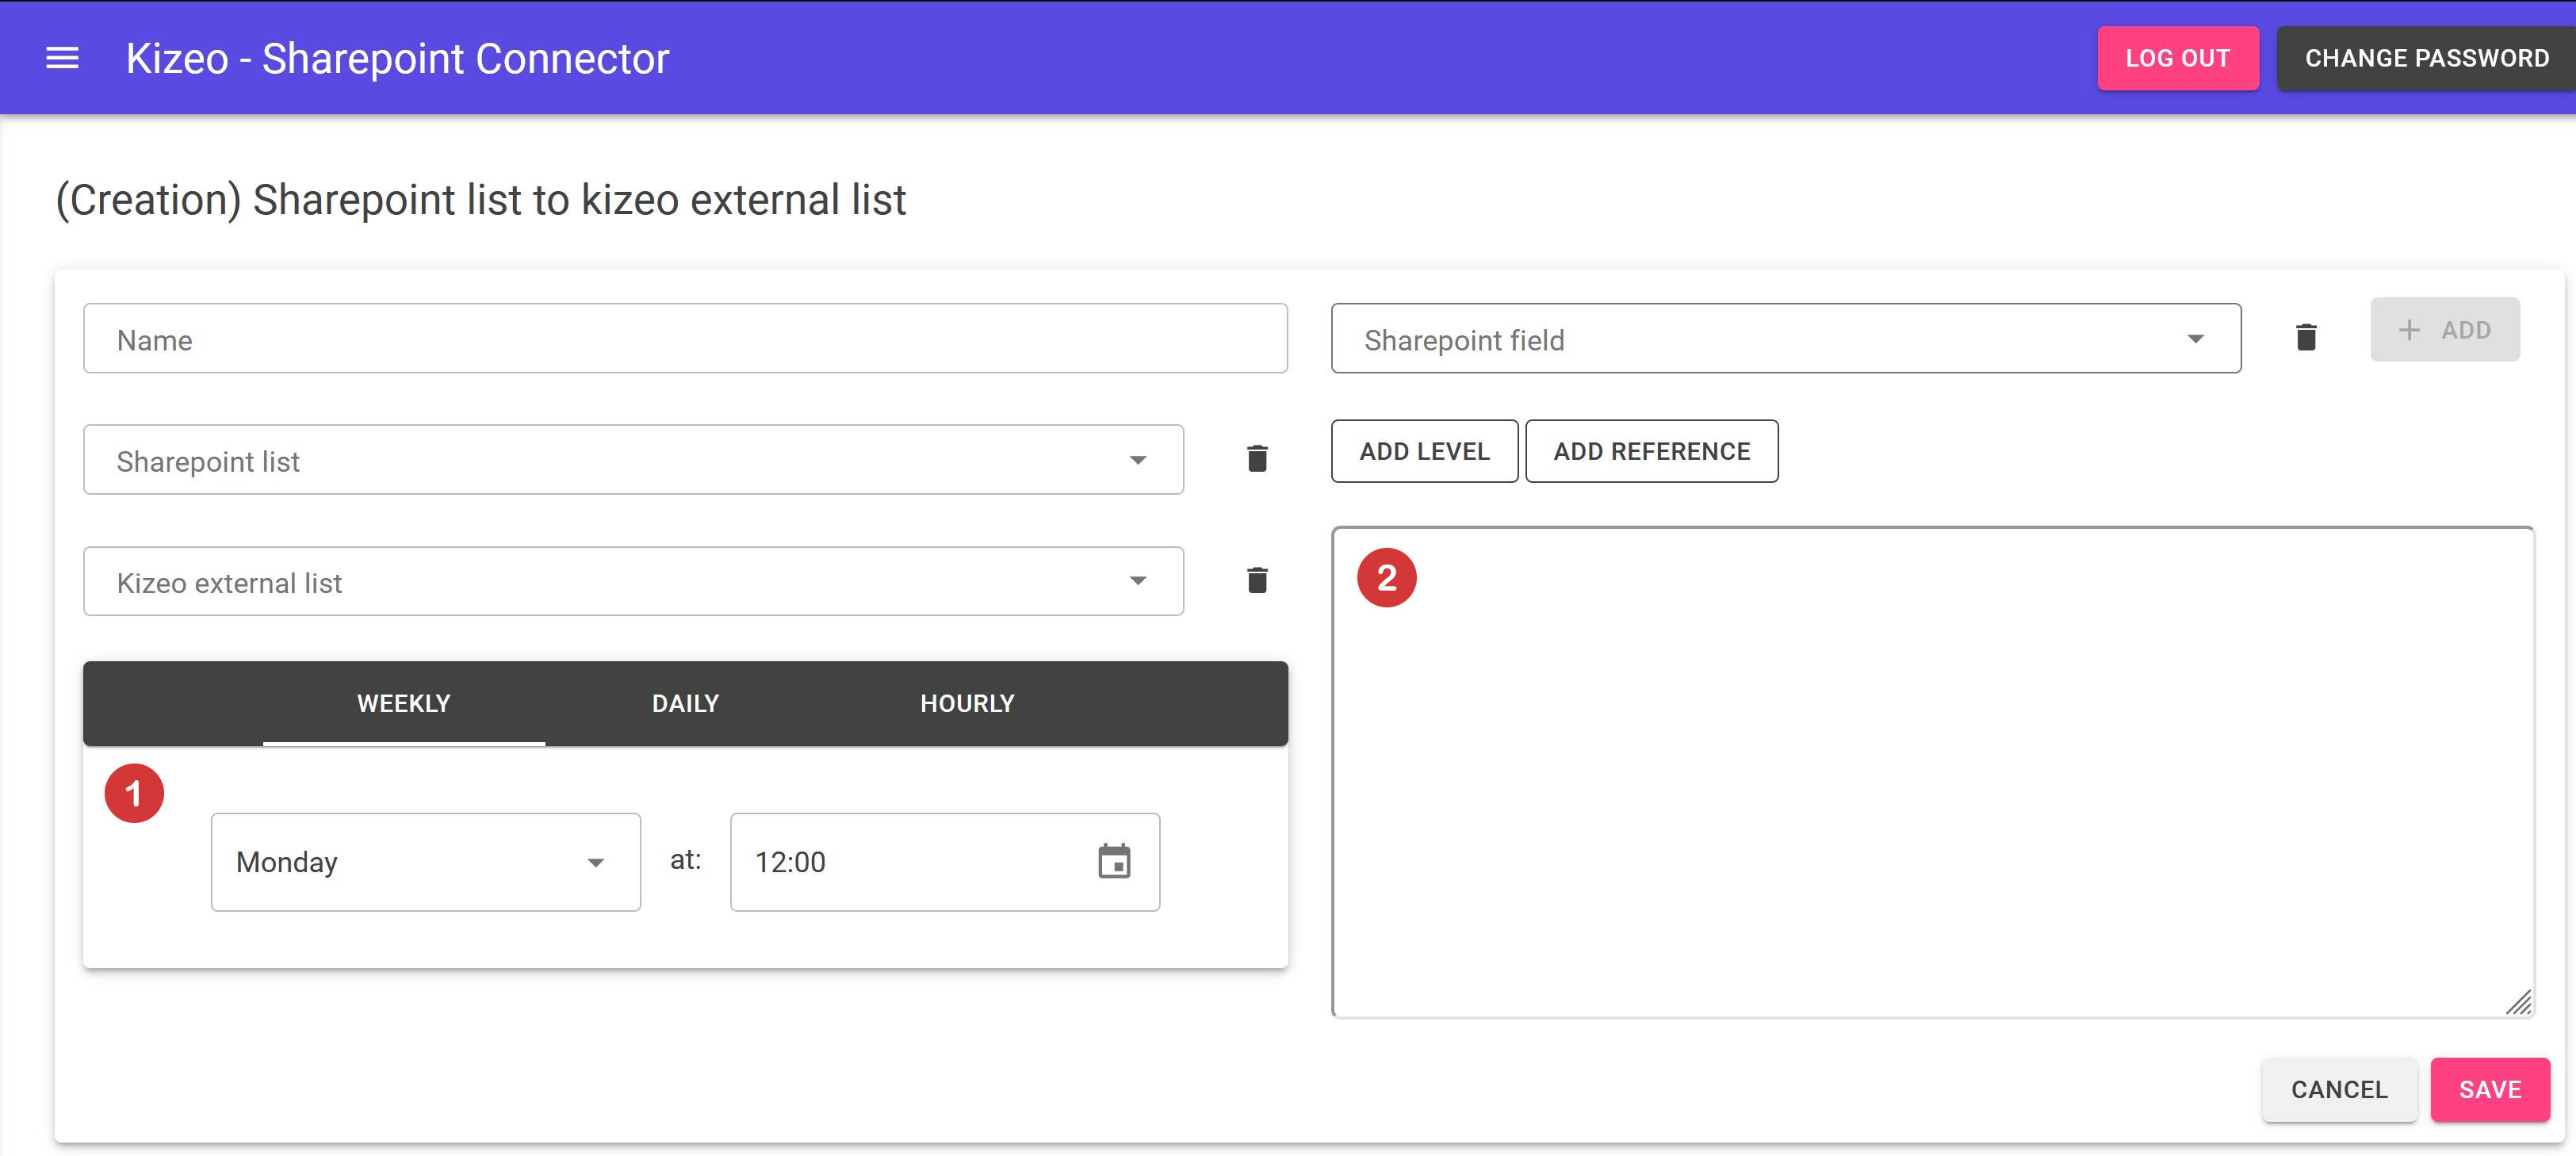 Kizeo - Sharepoint Connector
LOG OUT
CHANGE PASSWORD
(Creation) Sharepoint list to kizeo external list
Name
Sharepoint field
+ ADD
Sharepoint list
ADD LEVEL
ADD REFERENCE
Kizeo external list
2
WEEKLY
DAILY
HOURLY
1
Monday
at:
12:00
CANCEL
SAVE